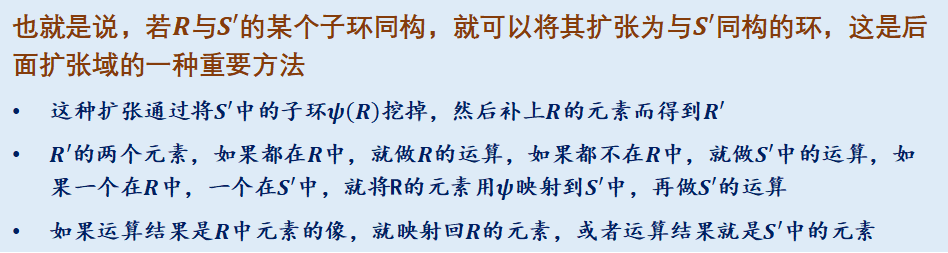 也就是说，若R与S′的某个子环同构，就可以将其扩张为与S′同构的环，这是后
面扩张域的一种重要方法
• 这种扩张通过将S′中的子环ψ(R)挖掉，然后补上R的元素而得到R′
• R′的两个元素，如果都在R中，就做R的运算，如果都不在R中，就做S′中的运算，如
果一个在R中，一个在S′中，就将R的元素用ψ映射到S′中，再做S′的运算
• 如果运算结果是R中元素的像，就映射回R的元素，或者运算结果就是S′中的元素